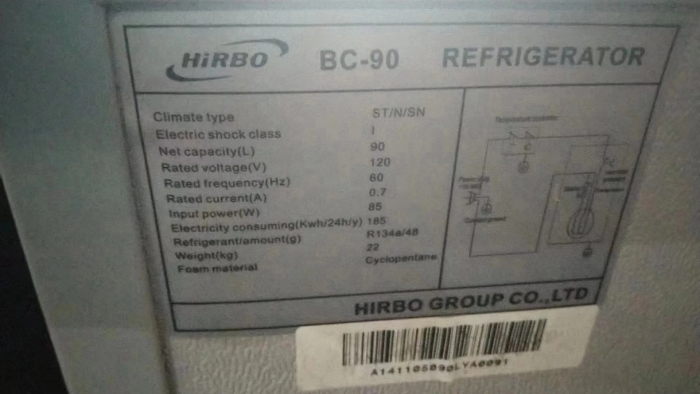 HiRBO BC-90 REFRIGERATOR
Climate type ST/N/SN
Electric shock class I
Net capacity(L) 90
Rated voltage(V) 120
Rated frequency(Hz) 60
Rated current(A) 0.7
Input power(W) 85
Electricity consuming(Kwh/24h/y) 185
Refrigerant/amount(g) R134a/48
Weight(kg) 22
Foam material Cyclopentane
Temperature
HIRBO GROUP CO.,LTD
A141105090LYA0091